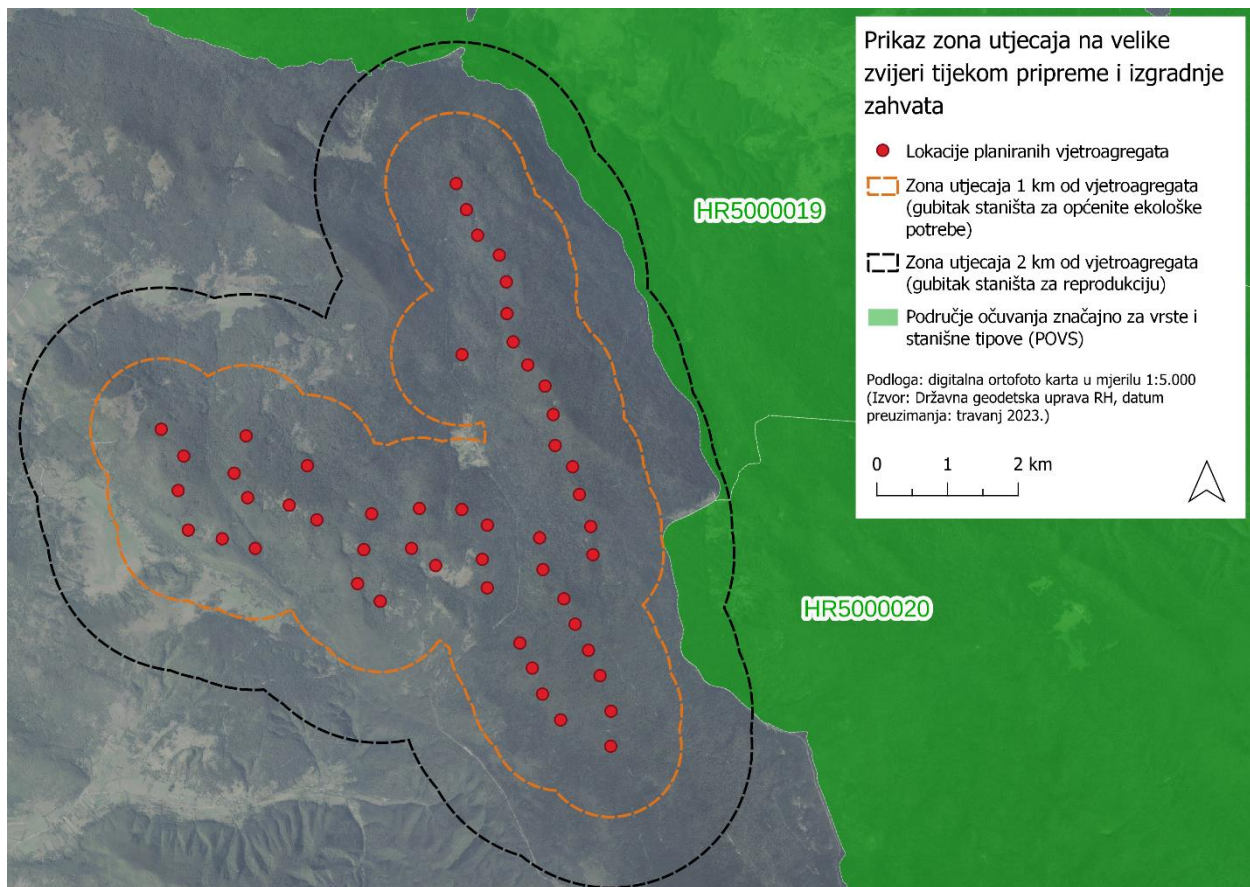 Prikaz zona utjecaja na velike
zvijeri tijekom pripreme i izgradnje
zahvata
Lokacije planiranih vjetroagregata
Zona utjecaja 1 km od vjetroagregata
(gubitak staništa za općenite ekološke
potrebe)
Zona utjecaja 2 km od vjetroagregata
(gubitak staništa za reprodukciju)
Područje očuvanja značajno za vrste i
stanišne tipove (POVS)
Podloga: digitalna ortofoto karta u mjerilu 1:5.000
(Izvor: Državna geodetska uprava RH, datum
preuzimanja: travanj 2023.)
0 1 2 km
HR5000019
HR5000020